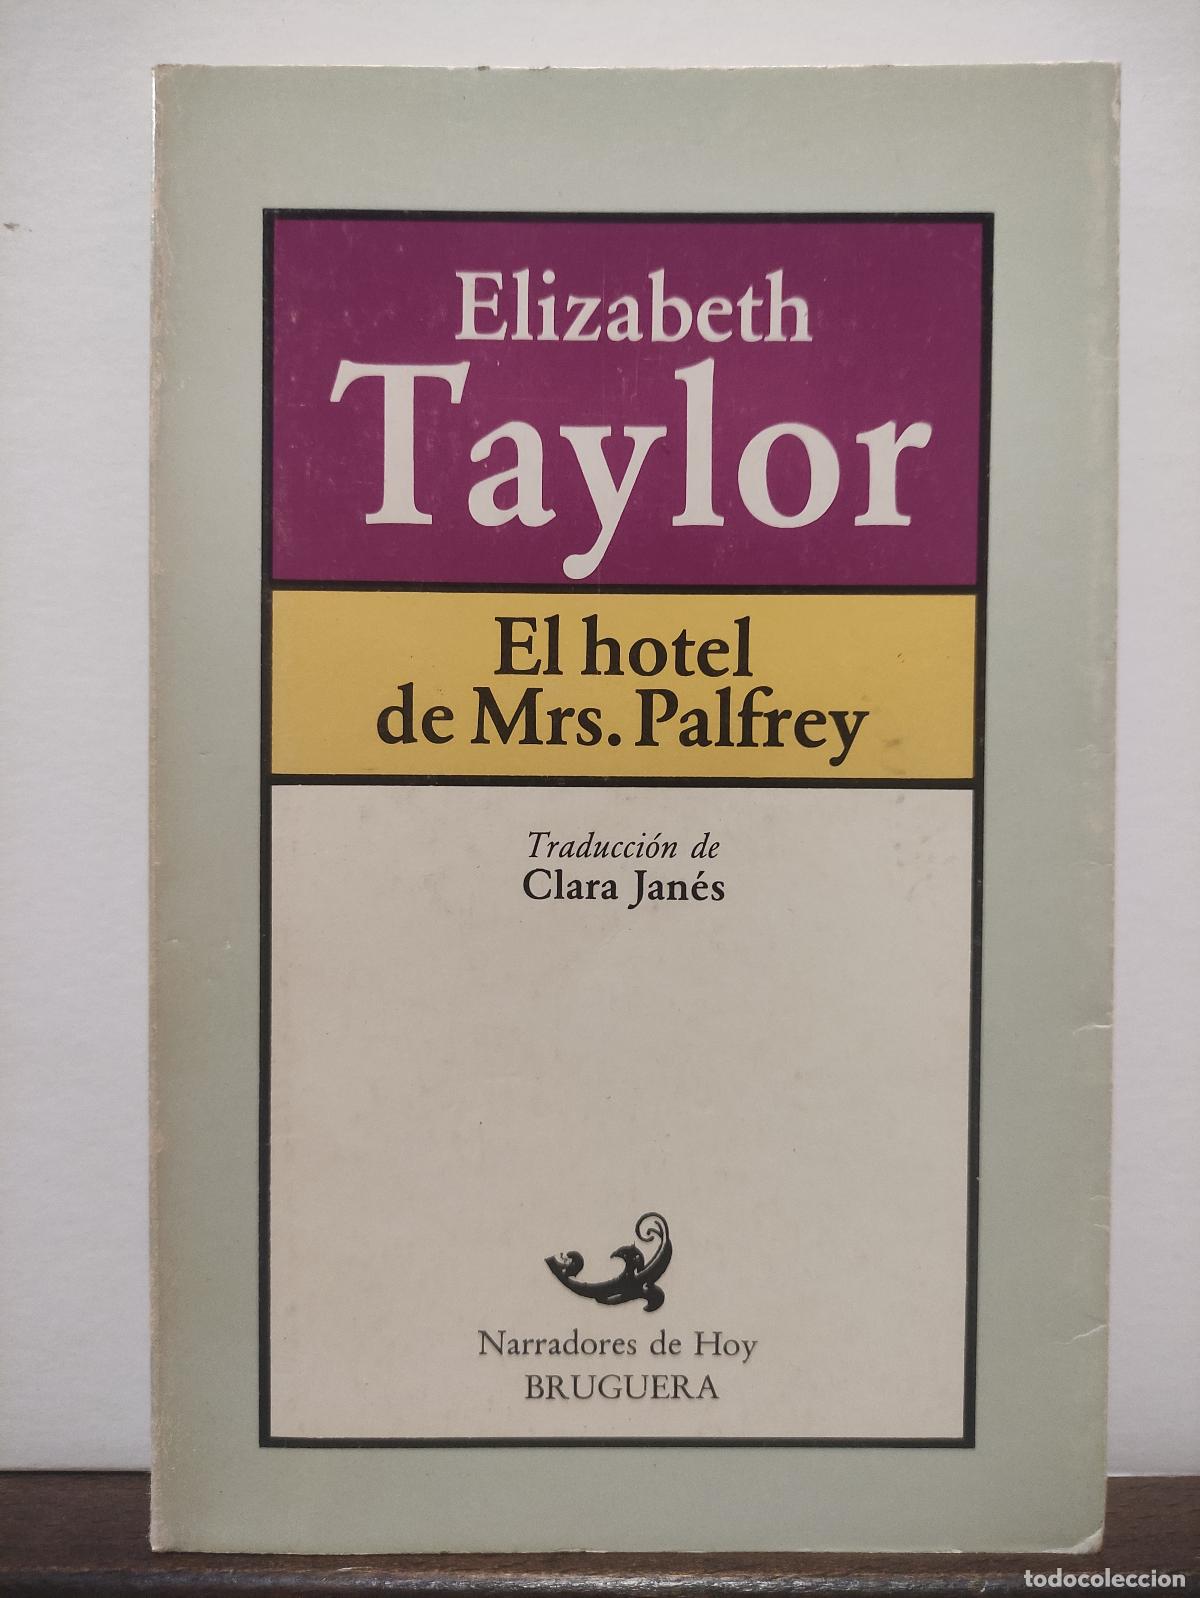 Elizabeth
Taylor
El hotel
de Mrs. Palfrey
Traducción de
Clara Janés
Narradores de Hoy
BRUGUERA
todocoleccion